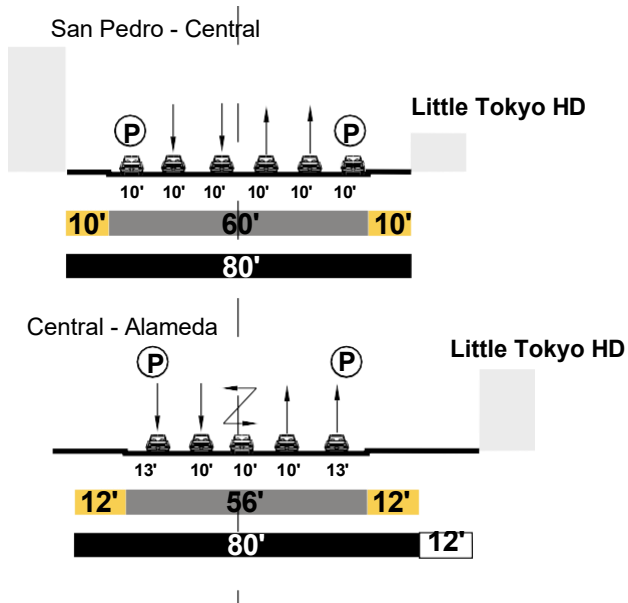 San Pedro - Central
Little Tokyo HD
P P
10' 10' 10' 10' 10' 10'
10' 60' 10'
80'
Central - Alameda
Little Tokyo HD
P P
13' 10' 10' 10' 13'
12' 56' 12'
80' 12'